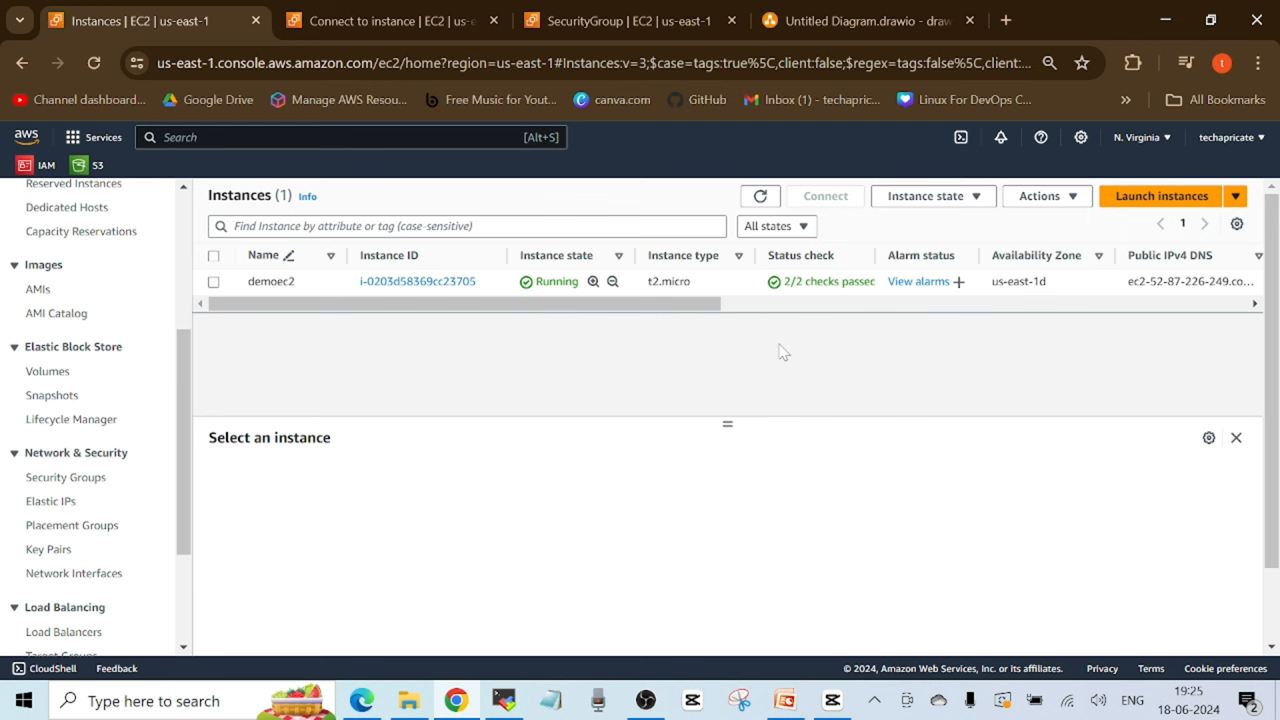 Instances | EC2 | us-east-1
Connect to instance | EC2 | us-e
SecurityGroup | EC2 | us-east-1
Untitled Diagram.drawio - draw
us-east-1.console.aws.amazon.com/ec2/home?region=us-east-1#Instances:v=3;$case=tags:true%5C,client:false;$regex=tags:false%5C,client:...
t
Channel dashboard...
Google Drive
Manage AWS Resou...
Free Music for Yout...
canva.com
GitHub
Inbox (1) - techapric...
Linux For DevOps C...
All Bookmarks
aws
Services
Search
[Alt+S]
N. Virginia
techapricate
IAM
S3
Reserved Instances
Dedicated Hosts
Capacity Reservations
Images
AMIs
AMI Catalog
Elastic Block Store
Volumes
Snapshots
Lifecycle Manager
Network & Security
Security Groups
Elastic IPs
Placement Groups
Key Pairs
Network Interfaces
Load Balancing
Load Balancers
Target Groups
Instances (1) Info
Connect
Instance state
Actions
Launch instances
Find Instance by attribute or tag (case-sensitive)
All states
1
Name
Instance ID
Instance state
Instance type
Status check
Alarm status
Availability Zone
Public IPv4 DNS
demoec2
i-0203d58369cc23705
Running
t2.micro
2/2 checks passec
View alarms
us-east-1d
ec2-52-87-226-249.co...
Select an instance
CloudShell
Feedback
© 2024, Amazon Web Services, Inc. or its affiliates.
Privacy
Terms
Cookie preferences
Type here to search
ENG
19:25
18-06-2024
2